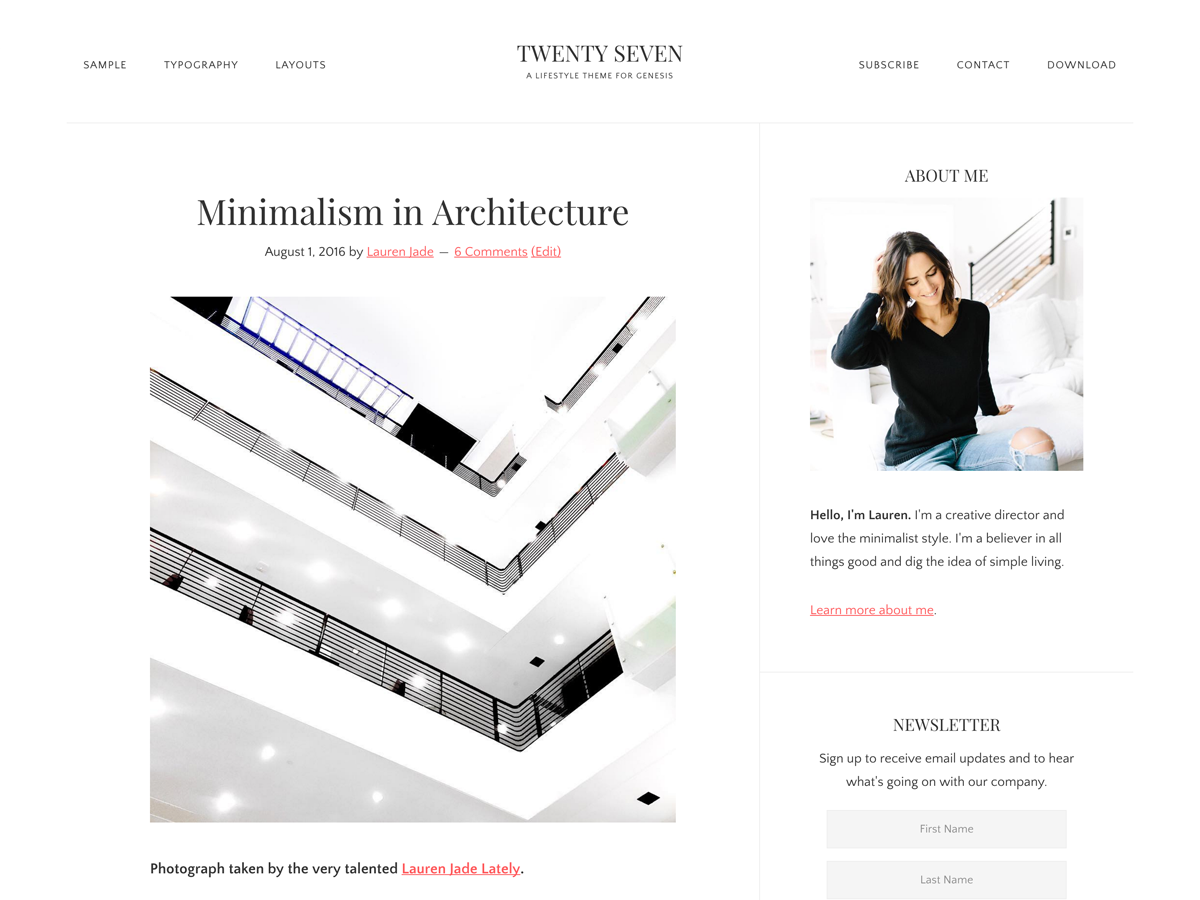 SAMPLE TYPOGRAPHY LAYOUTS
TWENTY SEVEN
A LIFESTYLE THEME FOR GENESIS
SUBSCRIBE CONTACT DOWNLOAD
Minimalism in Architecture
August 1, 2016 by Lauren Jade — 6 Comments (Edit)
Photograph taken by the very talented Lauren Jade Lately.
ABOUT ME
Hello, I'm Lauren. I'm a creative director and
love the minimalist style. I'm a believer in all
things good and dig the idea of simple living.
Learn more about me.
NEWSLETTER
Sign up to receive email updates and to hear
what's going on with our company.
First Name
Last Name